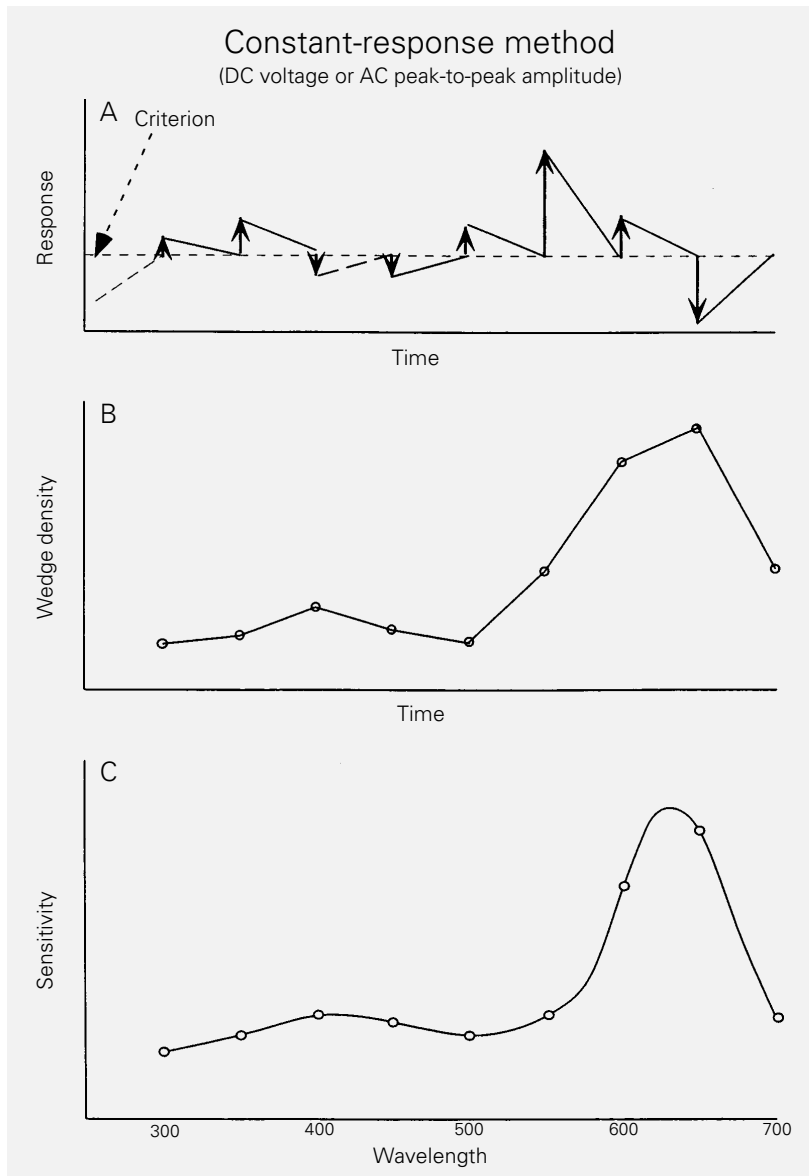 Constant-response method
(DC voltage or AC peak-to-peak amplitude)
A
Criterion
Response
Time
B
Wedge density
Time
C
Sensitivity
300 400 500 600 700
Wavelength